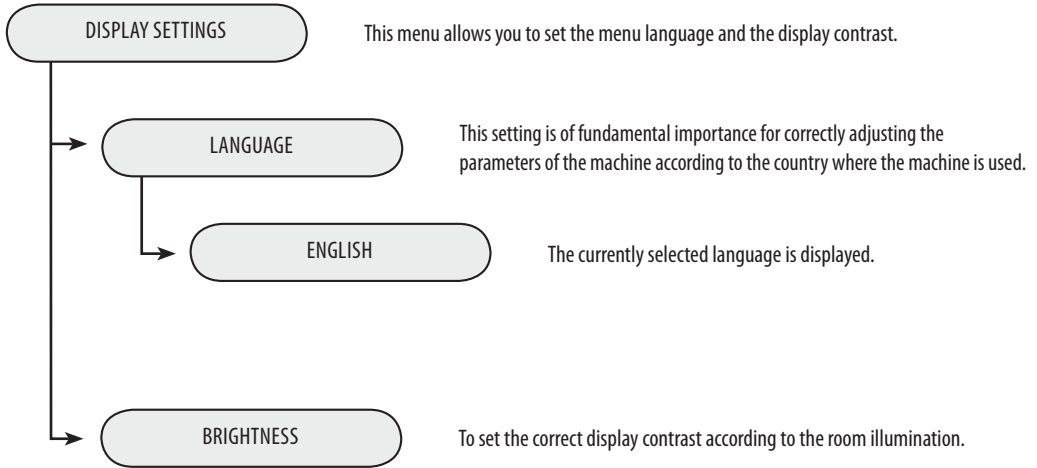 DISPLAY SETTINGS
This menu allows you to set the menu language and the display contrast.
LANGUAGE
This setting is of fundamental importance for correctly adjusting the
parameters of the machine according to the country where the machine is used.
ENGLISH
The currently selected language is displayed.
BRIGHTNESS
To set the correct display contrast according to the room illumination.